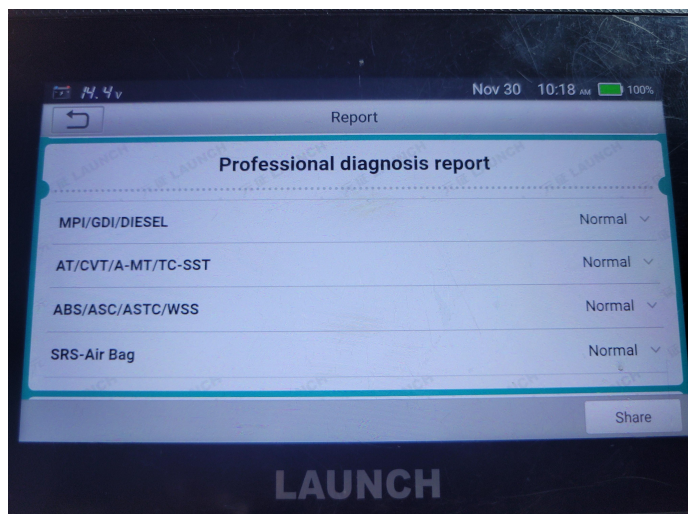 14.4v
Nov 30 10:18 AM 100%
Report
Professional diagnosis report
MPI/GDI/DIESEL Normal
AT/CVT/A-MT/TC-SST Normal
ABS/ASC/ASTC/WSS Normal
SRS-Air Bag Normal
Share
LAUNCH